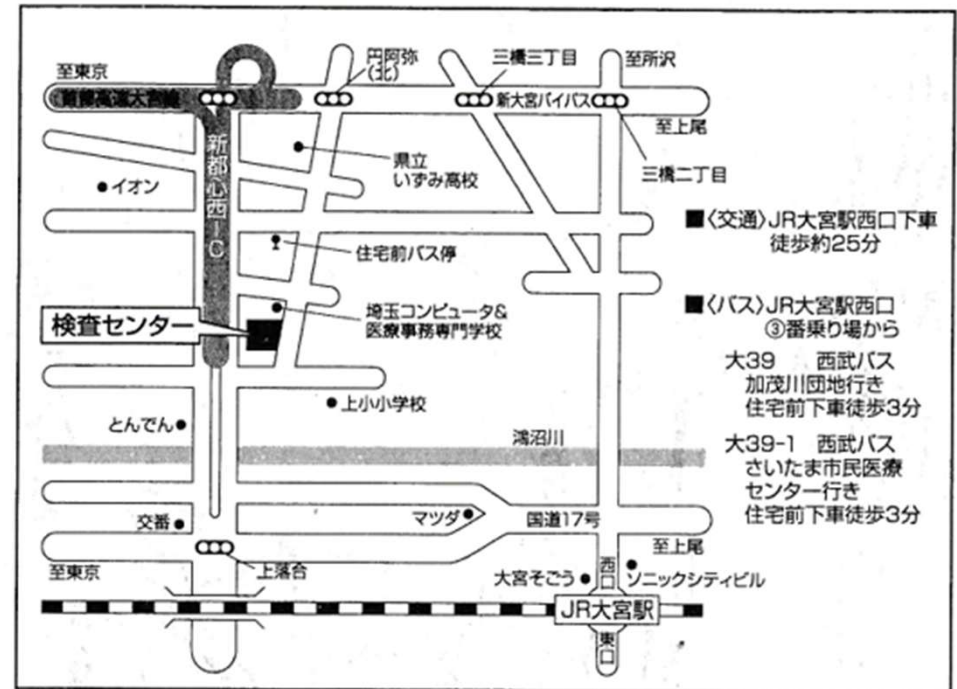 至東京
首都高速大宮線
円阿弥
(北)
三橋三丁目
至所沢
新大宮バイパス
至上尾
三橋二丁目
新都心西IC
県立
いずみ高校
イオン
住宅前バス停
埼玉コンピュータ&
医療事務専門学校
検査センター
上小小学校
とんでん
鴻沼川
交番
マツダ
国道17号
至上尾
至東京
上落合
大宮そごう
西口
ソニックシティビル
JR大宮駅
東口
■〈交通〉JR大宮駅西口下車
徒歩約25分
■〈バス〉JR大宮駅西口
③番乗り場から
大39 西武バス
加茂川団地行き
住宅前下車徒歩3分
大39-1 西武バス
さいたま市民医療
センター行き
住宅前下車徒歩3分